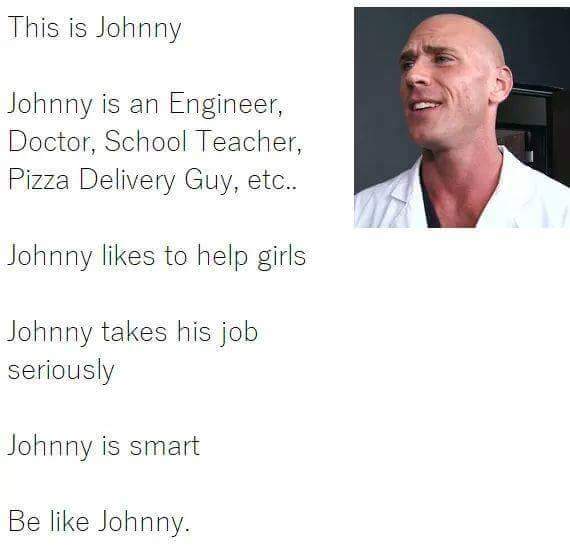 This is Johnny
Johnny is an Engineer,
Doctor, School Teacher,
Pizza Delivery Guy, etc..
Johnny likes to help girls
Johnny takes his job
seriously
Johnny is smart
Be like Johnny.